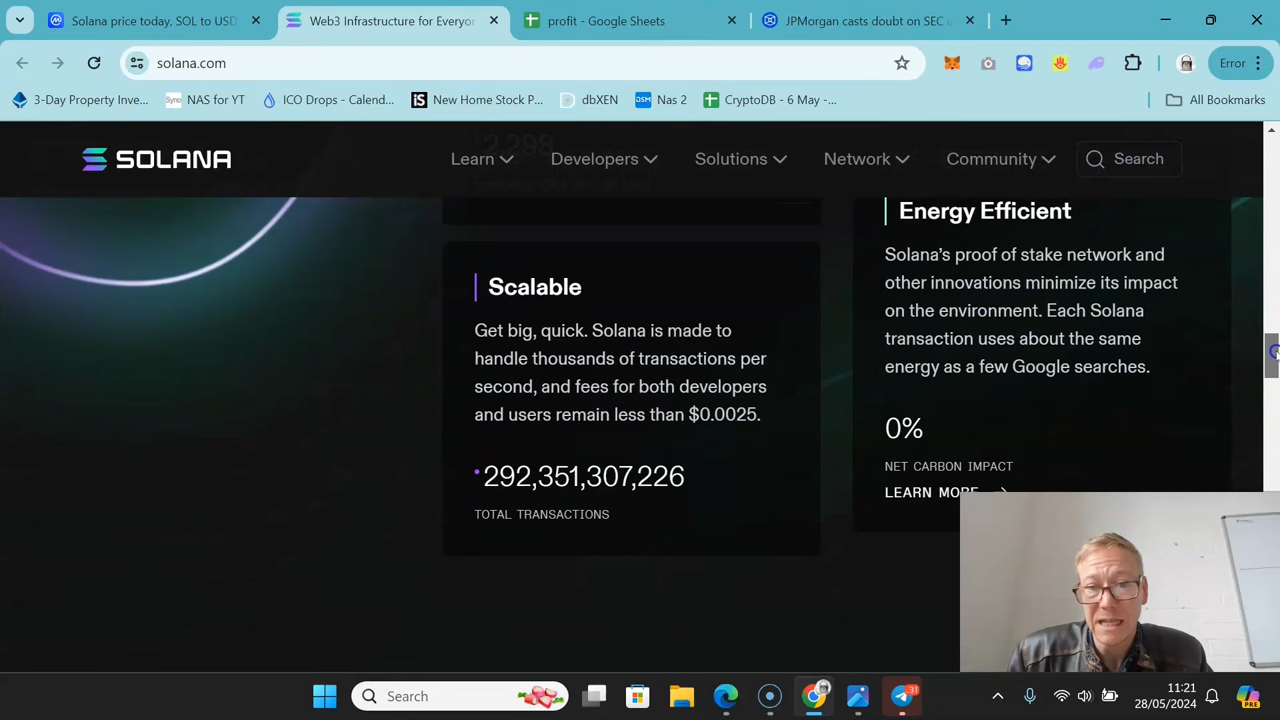 Solana price today, SOL to USD
Web3 Infrastructure for Everyon
profit - Google Sheets
JPMorgan casts doubt on SEC
solana.com
Error
3-Day Property Inve...
NAS for YT
ICO Drops - Calend...
New Home Stock P...
dbXEN
Nas 2
CryptoDB - 6 May -...
All Bookmarks
SOLANA
Learn
Developers
Solutions
Network
Community
Search
2,298
Scalable
Get big, quick. Solana is made to
handle thousands of transactions per
second, and fees for both developers
and users remain less than $0.0025.
292,351,307,226
TOTAL TRANSACTIONS
Energy Efficient
Solana’s proof of stake network and
other innovations minimize its impact
on the environment. Each Solana
transaction uses about the same
energy as a few Google searches.
0%
NET CARBON IMPACT
LEARN MORE
Search
31
11:21
28/05/2024
PRE